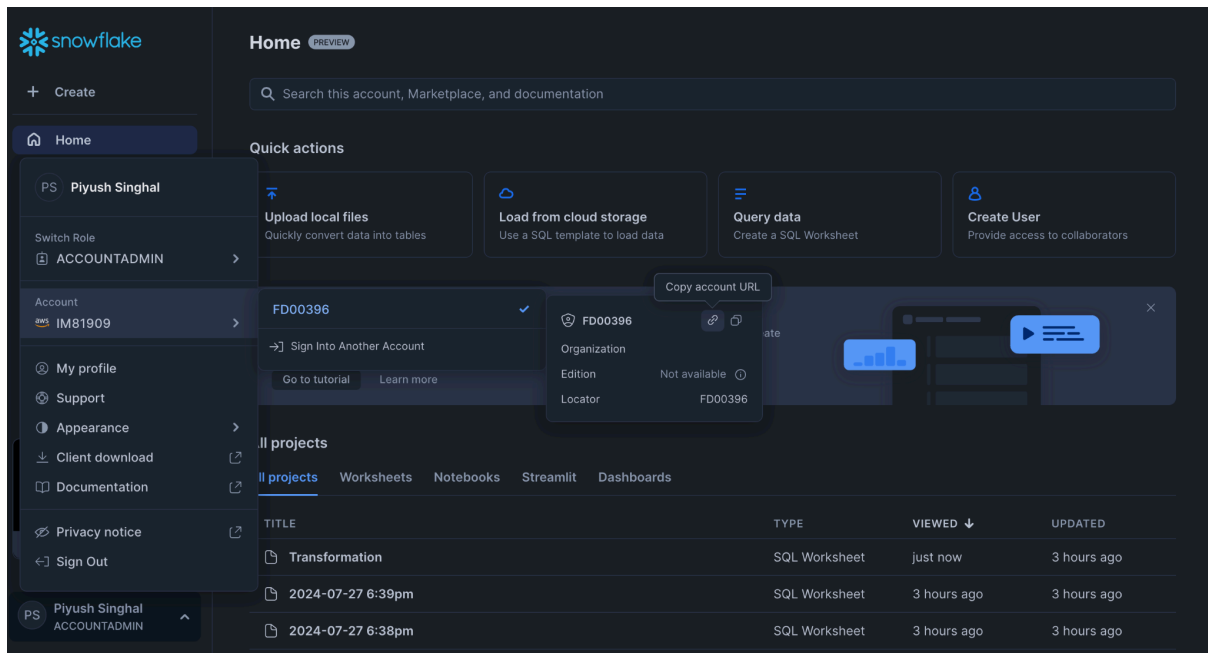 snowflake
Home PREVIEW
+ Create
Search this account, Marketplace, and documentation
Home
Quick actions
PS Piyush Singhal
Switch Role
ACCOUNTADMIN
Upload local files
Quickly convert data into tables
Load from cloud storage
Use a SQL template to load data
Query data
Create a SQL Worksheet
Create User
Provide access to collaborators
Account
aws IM81909
FD00396
Sign Into Another Account
Copy account URL
FD00396
Organization
Edition Not available
Locator FD00396
ate
Go to tutorial Learn more
My profile
Support
Appearance
Client download
Documentation
Privacy notice
Sign Out
PS Piyush Singhal
ACCOUNTADMIN
ll projects
ll projects Worksheets Notebooks Streamlit Dashboards
TITLE TYPE VIEWED UPDATED
Transformation SQL Worksheet just now 3 hours ago
2024-07-27 6:39pm SQL Worksheet 3 hours ago 3 hours ago
2024-07-27 6:38pm SQL Worksheet 3 hours ago 3 hours ago